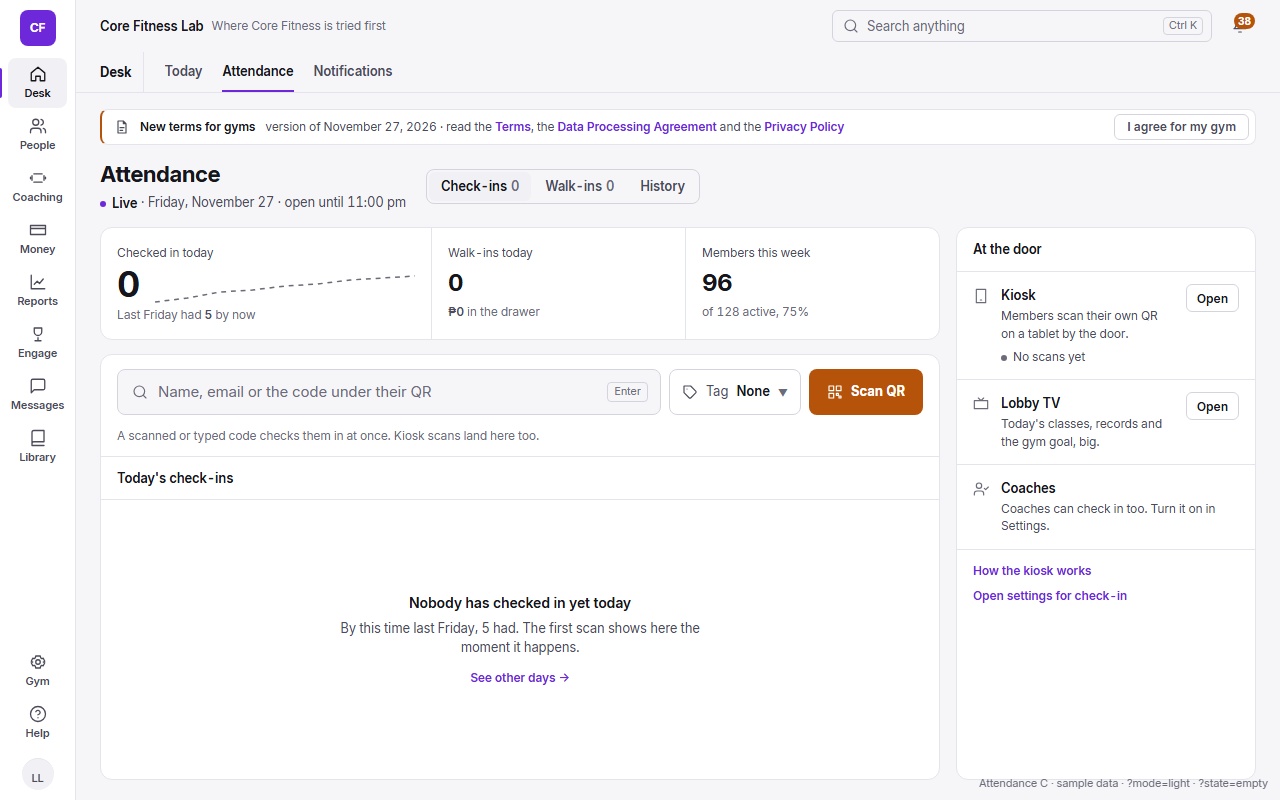 CF
Core Fitness Lab Where Core Fitness is tried first
Search anything Ctrl K
38
Desk Today Attendance Notifications
Desk
People
Coaching
Money
Reports
Engage
Messages
Library
Gym
Help
LL
New terms for gyms version of November 27, 2026 · read the Terms, the Data Processing Agreement and the Privacy Policy
I agree for my gym
Attendance
Live · Friday, November 27 · open until 11:00 pm
Check-ins 0 Walk-ins 0 History
Checked in today
0
Last Friday had 5 by now
Walk-ins today
0
₱0 in the drawer
Members this week
96
of 128 active, 75%
Name, email or the code under their QR Enter
Tag None
Scan QR
A scanned or typed code checks them in at once. Kiosk scans land here too.
Today's check-ins
Nobody has checked in yet today
By this time last Friday, 5 had. The first scan shows here the
moment it happens.
See other days →
At the door
Kiosk
Open
Members scan their own QR
on a tablet by the door.
No scans yet
Lobby TV
Open
Today's classes, records and
the gym goal, big.
Coaches
Coaches can check in too. Turn it on in
Settings.
How the kiosk works
Open settings for check-in
Attendance C · sample data · ?mode=light · ?state=empty